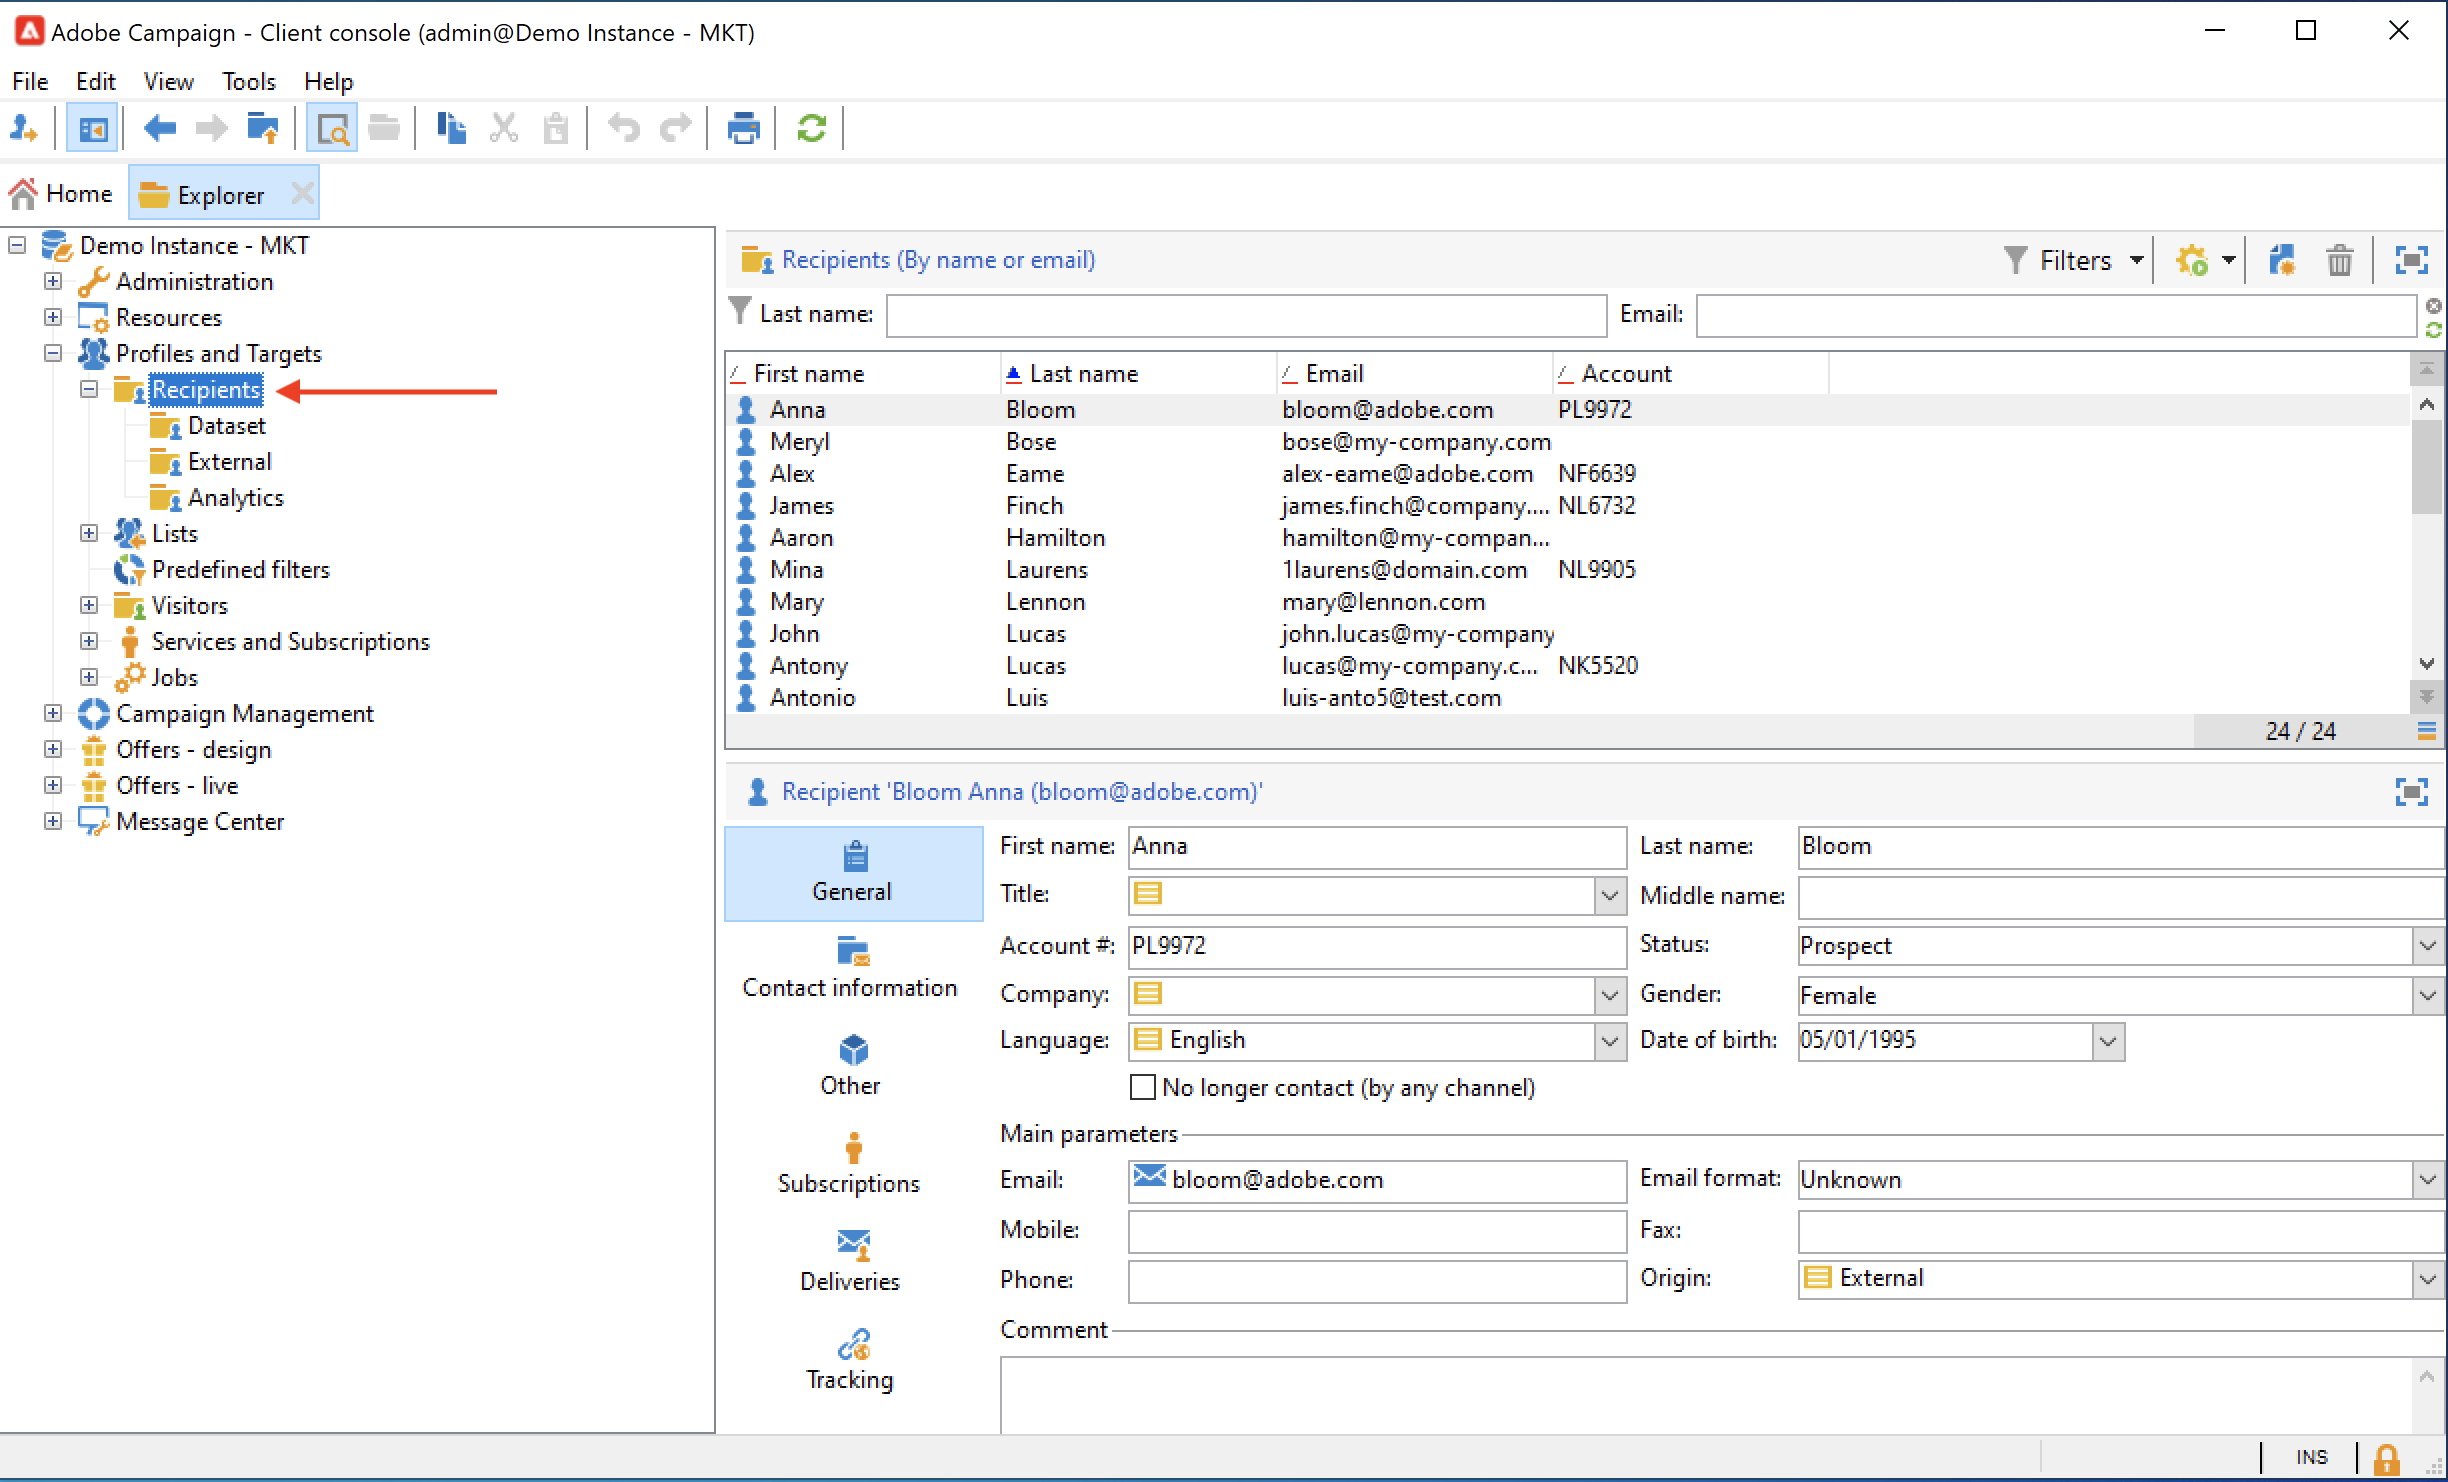 Adobe Campaign - Client console (admin@Demo Instance - MKT)
File Edit View Tools Help
Home Explorer
Demo Instance - MKT
Administration
Resources
Profiles and Targets
Recipients
Dataset
External
Analytics
Lists
Predefined filters
Visitors
Services and Subscriptions
Jobs
Campaign Management
Offers - design
Offers - live
Message Center
Recipients (By name or email) Filters
Last name: Email:
First name Last name Email Account
Anna Bloom bloom@adobe.com PL9972
Meryl Bose bose@my-company.com
Alex Eame alex-eame@adobe.com NF6639
James Finch james.finch@company.... NL6732
Aaron Hamilton hamilton@my-compan...
Mina Laurens 1laurens@domain.com NL9905
Mary Lennon mary@lennon.com
John Lucas john.lucas@my-company
Antony Lucas lucas@my-company.c... NK5520
Antonio Luis luis-anto5@test.com
24 / 24
Recipient 'Bloom Anna (bloom@adobe.com)'
General
Contact information
Other
Subscriptions
Deliveries
Tracking
First name: Anna Last name: Bloom
Title: Middle name:
Account #: PL9972 Status: Prospect
Company: Gender: Female
Language: English Date of birth: 05/01/1995
No longer contact (by any channel)
Main parameters
Email: bloom@adobe.com Email format: Unknown
Mobile: Fax:
Phone: Origin: External
Comment
INS